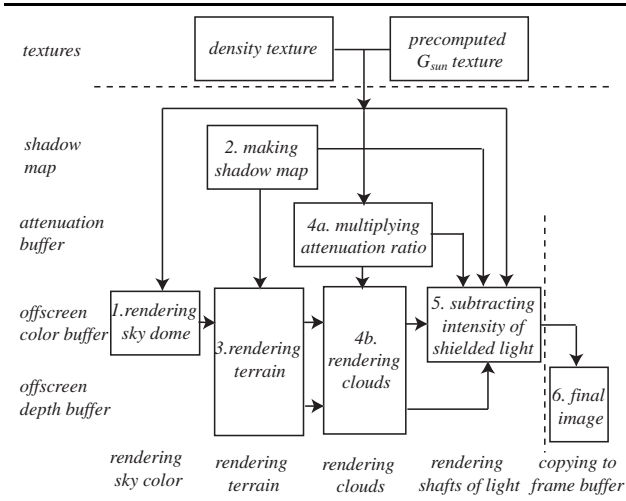 textures
density texture
precomputed
Gsun texture
shadow
map
2. making
shadow map
attenuation
buffer
4a. multiplying
attenuation ratio
offscreen
color buffer
1.rendering
sky dome
3.rendering
terrain
4b.
rendering
clouds
5. subtracting
intensity of
shielded light
offscreen
depth buffer
6. final
image
rendering
sky color
rendering
terrain
rendering
clouds
rendering
shafts of light
copying to
frame buffer